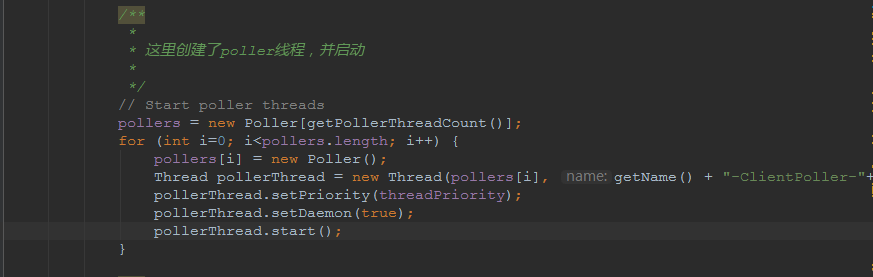 /**
*
* 这里创建了poller线程，并启动
*
*/
// Start poller threads
pollers = new Poller[getPollerThreadCount()];
for (int i=0; i<pollers.length; i++) {
pollers[i] = new Poller();
Thread pollerThread = new Thread(pollers[i], name: getName() + "-ClientPoller-"+
pollerThread.setPriority(threadPriority);
pollerThread.setDaemon(true);
pollerThread.start();
}